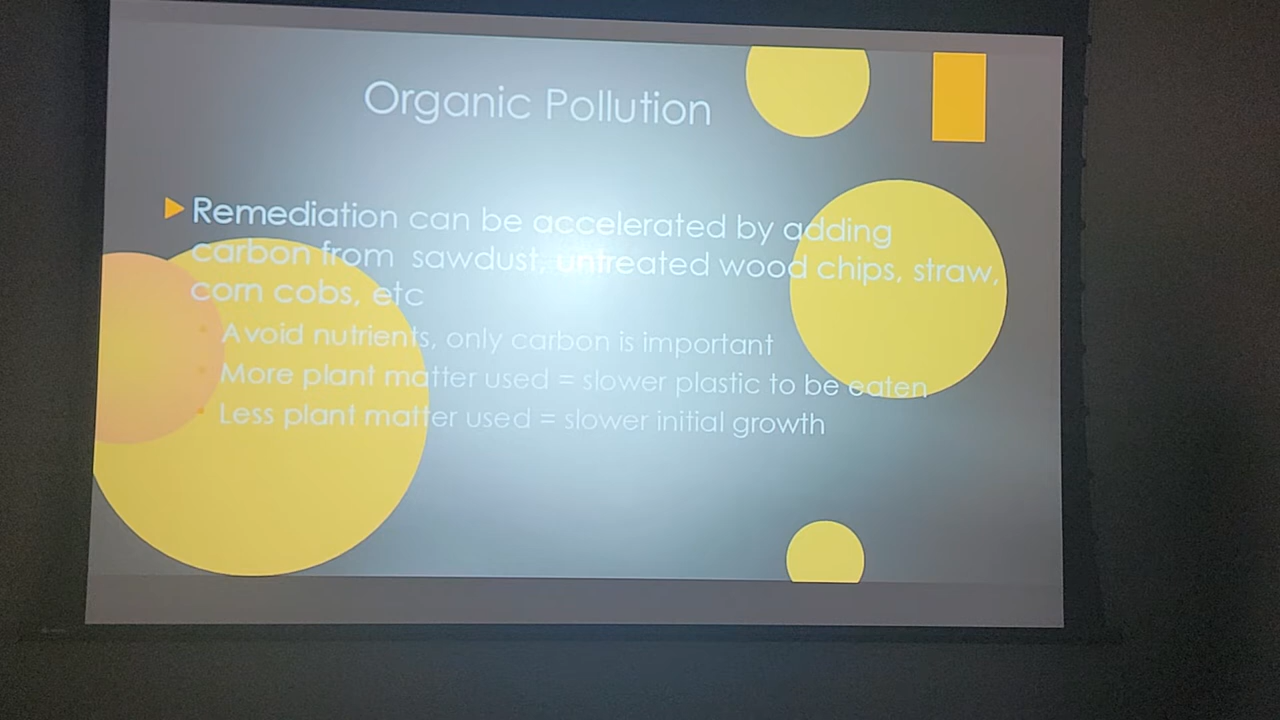 Organic Pollution
Remediation can be accelerated by adding
carbon from sawdust, untreated wood chips, straw,
corn cobs, etc
Avoid nutrients, only carbon is important
More plant matter used = slower plastic to be eaten
Less plant matter used = slower initial growth